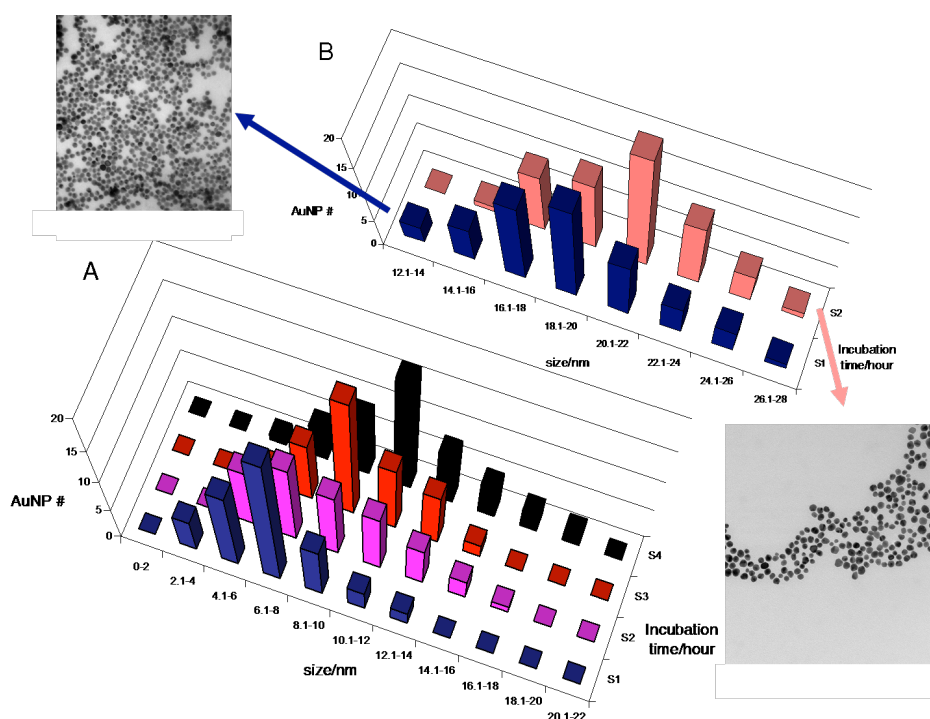 B
20
15
10
AuNP #
5
0
12.1-14
14.1-16
16.1-18
18.1-20
20.1-22
22.1-24
24.1-26
26.1-28
size/nm
S2
S1
Incubation
time/hour
A
20
15
10
AuNP #
5
0
0-2
2.1-4
4.1-6
6.1-8
8.1-10
10.1-12
12.1-14
14.1-16
16.1-18
18.1-20
20.1-22
size/nm
S4
S3
S2
S1
Incubation
time/hour